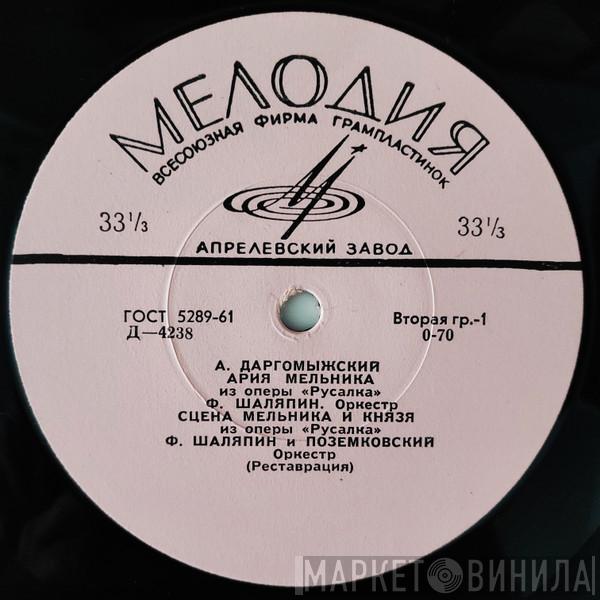 МЕЛОДИЯ
ВСЕСОЮЗНАЯ ФИРМА ГРАМПЛАСТИНОК
33⅓ 33⅓
АПРЕЛЕВСКИЙ ЗАВОД
ГОСТ 5289-61 Вторая гр.-1
Д—4238 0-70
А. ДАРГОМЫЖСКИЙ
АРИЯ МЕЛЬНИКА
из оперы «Русалка»
Ф. ШАЛЯПИН. Оркестр
СЦЕНА МЕЛЬНИКА И КНЯЗЯ
из оперы «Русалка»
Ф. ШАЛЯПИН и ПОЗЕМКОВСКИЙ
Оркестр
(Реставрация)
МАРКЕТ ВИНИЛА